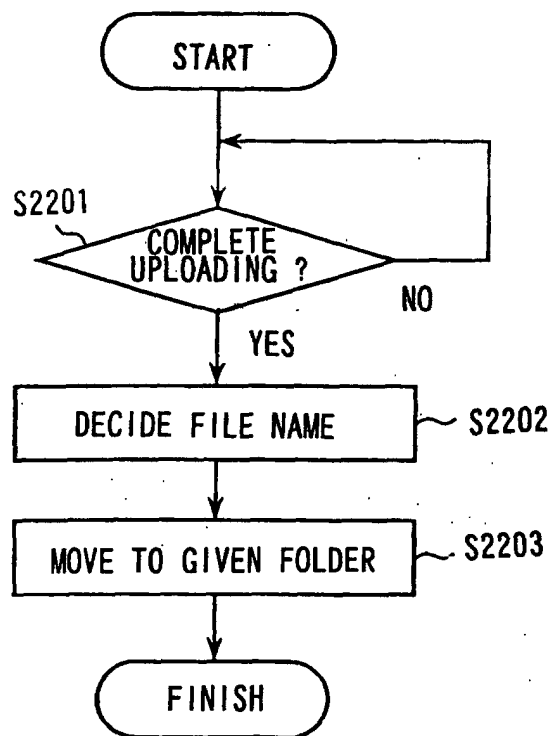 START
S2201
COMPLETE
UPLOADING ?
NO
YES
DECIDE FILE NAME
S2202
MOVE TO GIVEN FOLDER
S2203
FINISH